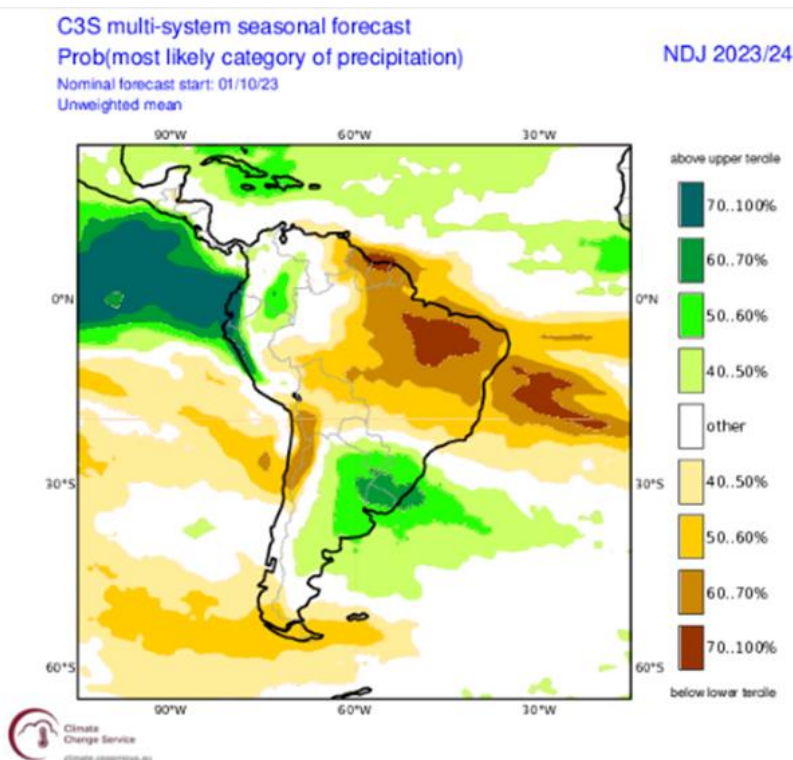 C3S multi-system seasonal forecast
Prob(most likely category of precipitation)
NDJ 2023/24
Nominal forecast start: 01/10/23
Unweighted mean
90°W
60°W
30°W
above upper tercile
70..100%
60..70%
0°N
0°N
50..60%
40..50%
other
30°S
30°S
40..50%
50..60%
60..70%
70..100%
60°S
60°S
below lower tercile
90°W
60°W
30°W
Climate
Change Service
climate.copernicus.eu